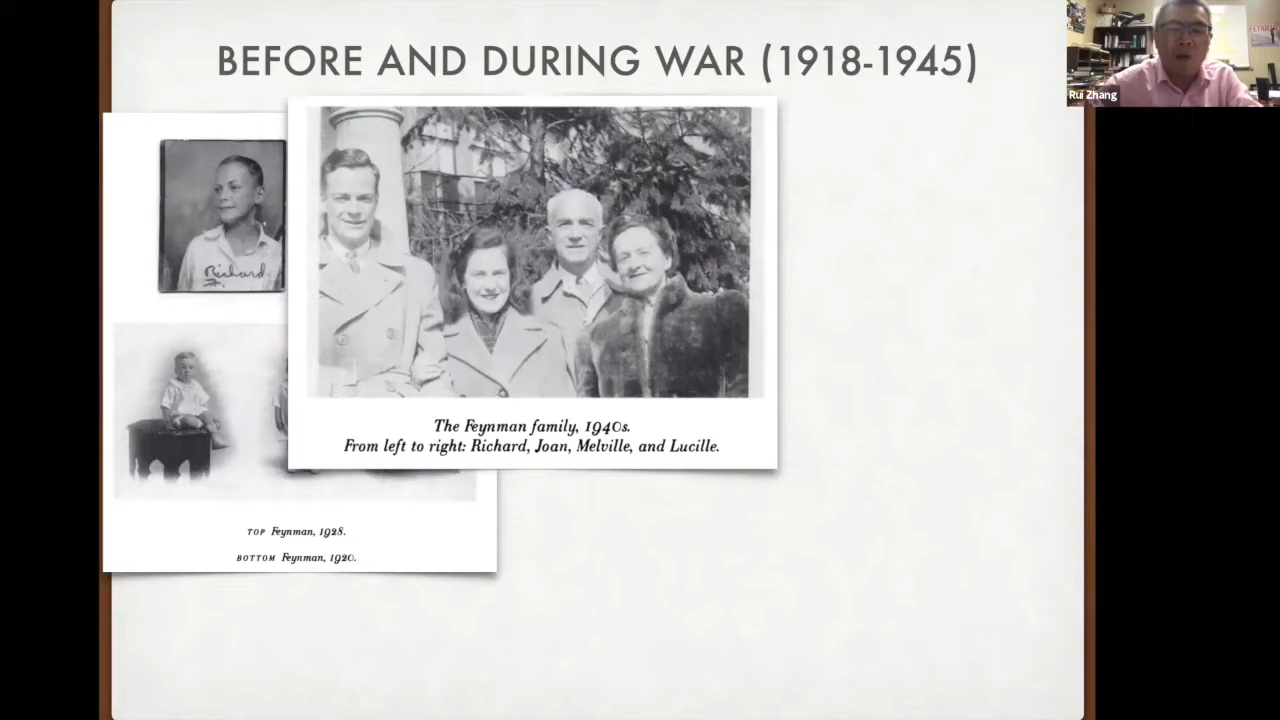 BEFORE AND DURING WAR (1918-1945)
Rui Zhang
FEYNMAN
Richard
The Feynman family, 1940s.
From left to right: Richard, Joan, Melville, and Lucille.
TOP Feynman, 1928.
BOTTOM Feynman, 1920.